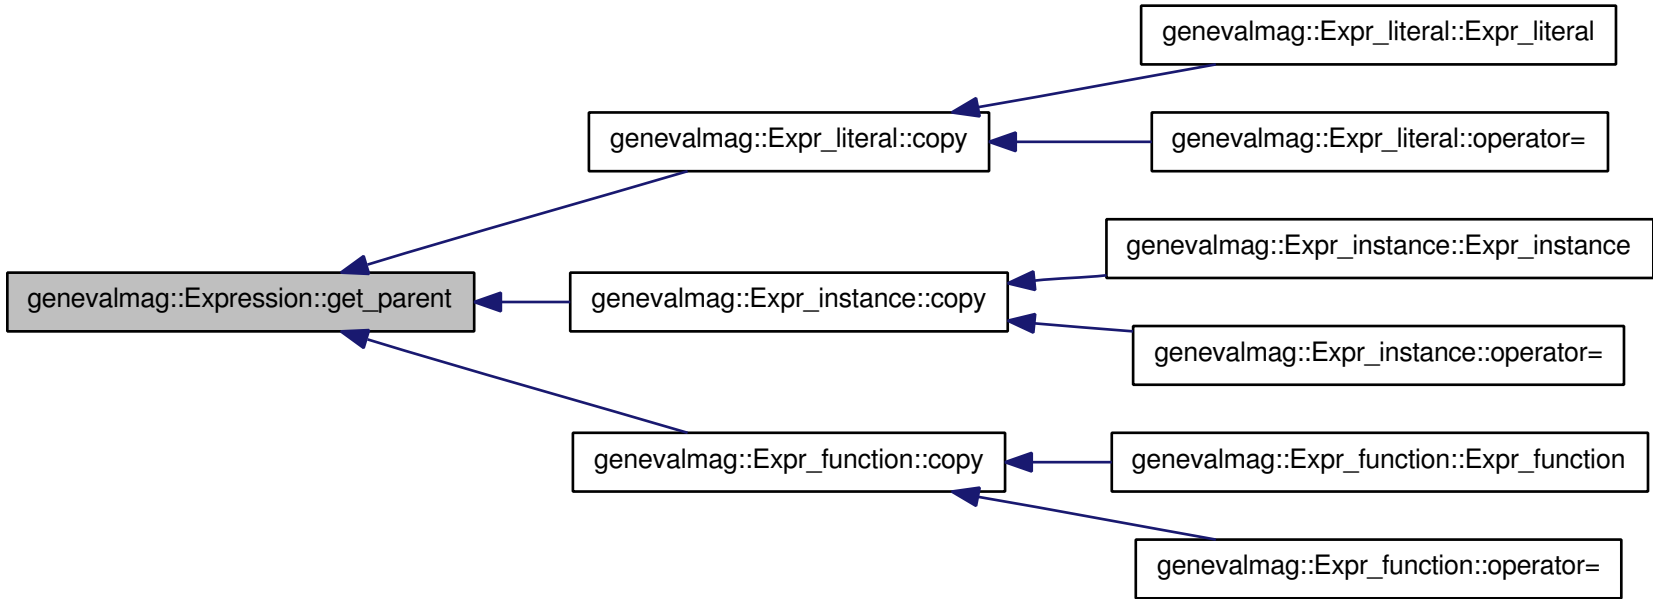 genevalmag::Expr_literal::Expr_literal
genevalmag::Expr_literal::copy
genevalmag::Expr_literal::operator=
genevalmag::Expr_instance::Expr_instance
genevalmag::Expression::get_parent
genevalmag::Expr_instance::copy
genevalmag::Expr_instance::operator=
genevalmag::Expr_function::copy
genevalmag::Expr_function::Expr_function
genevalmag::Expr_function::operator=